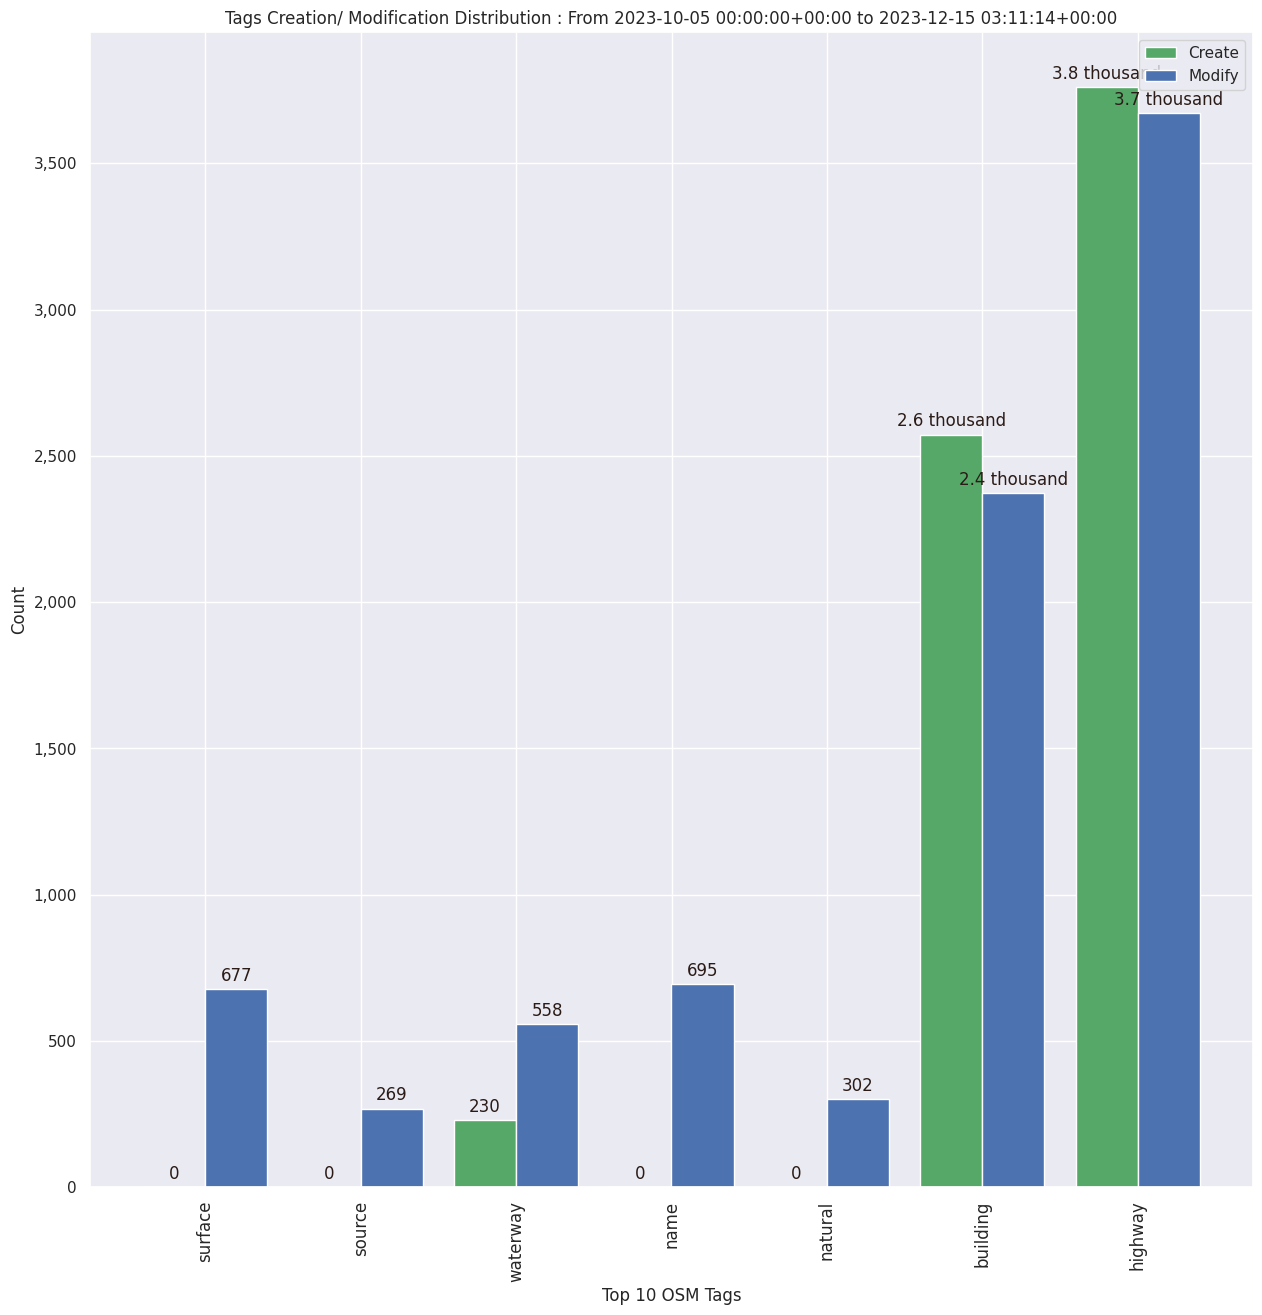 Tags Creation/ Modification Distribution : From 2023-10-05 00:00:00+00:00 to 2023-12-15 03:11:14+00:00
Create
Modify
3.8 thousand
3.7 thousand
3,500
3,000
2.6 thousand
2,500
2.4 thousand
2,000
Count
1,500
1,000
677
695
558
500
302
269
230
0
0
0
0
0
surface
source
waterway
name
natural
building
highway
Top 10 OSM Tags